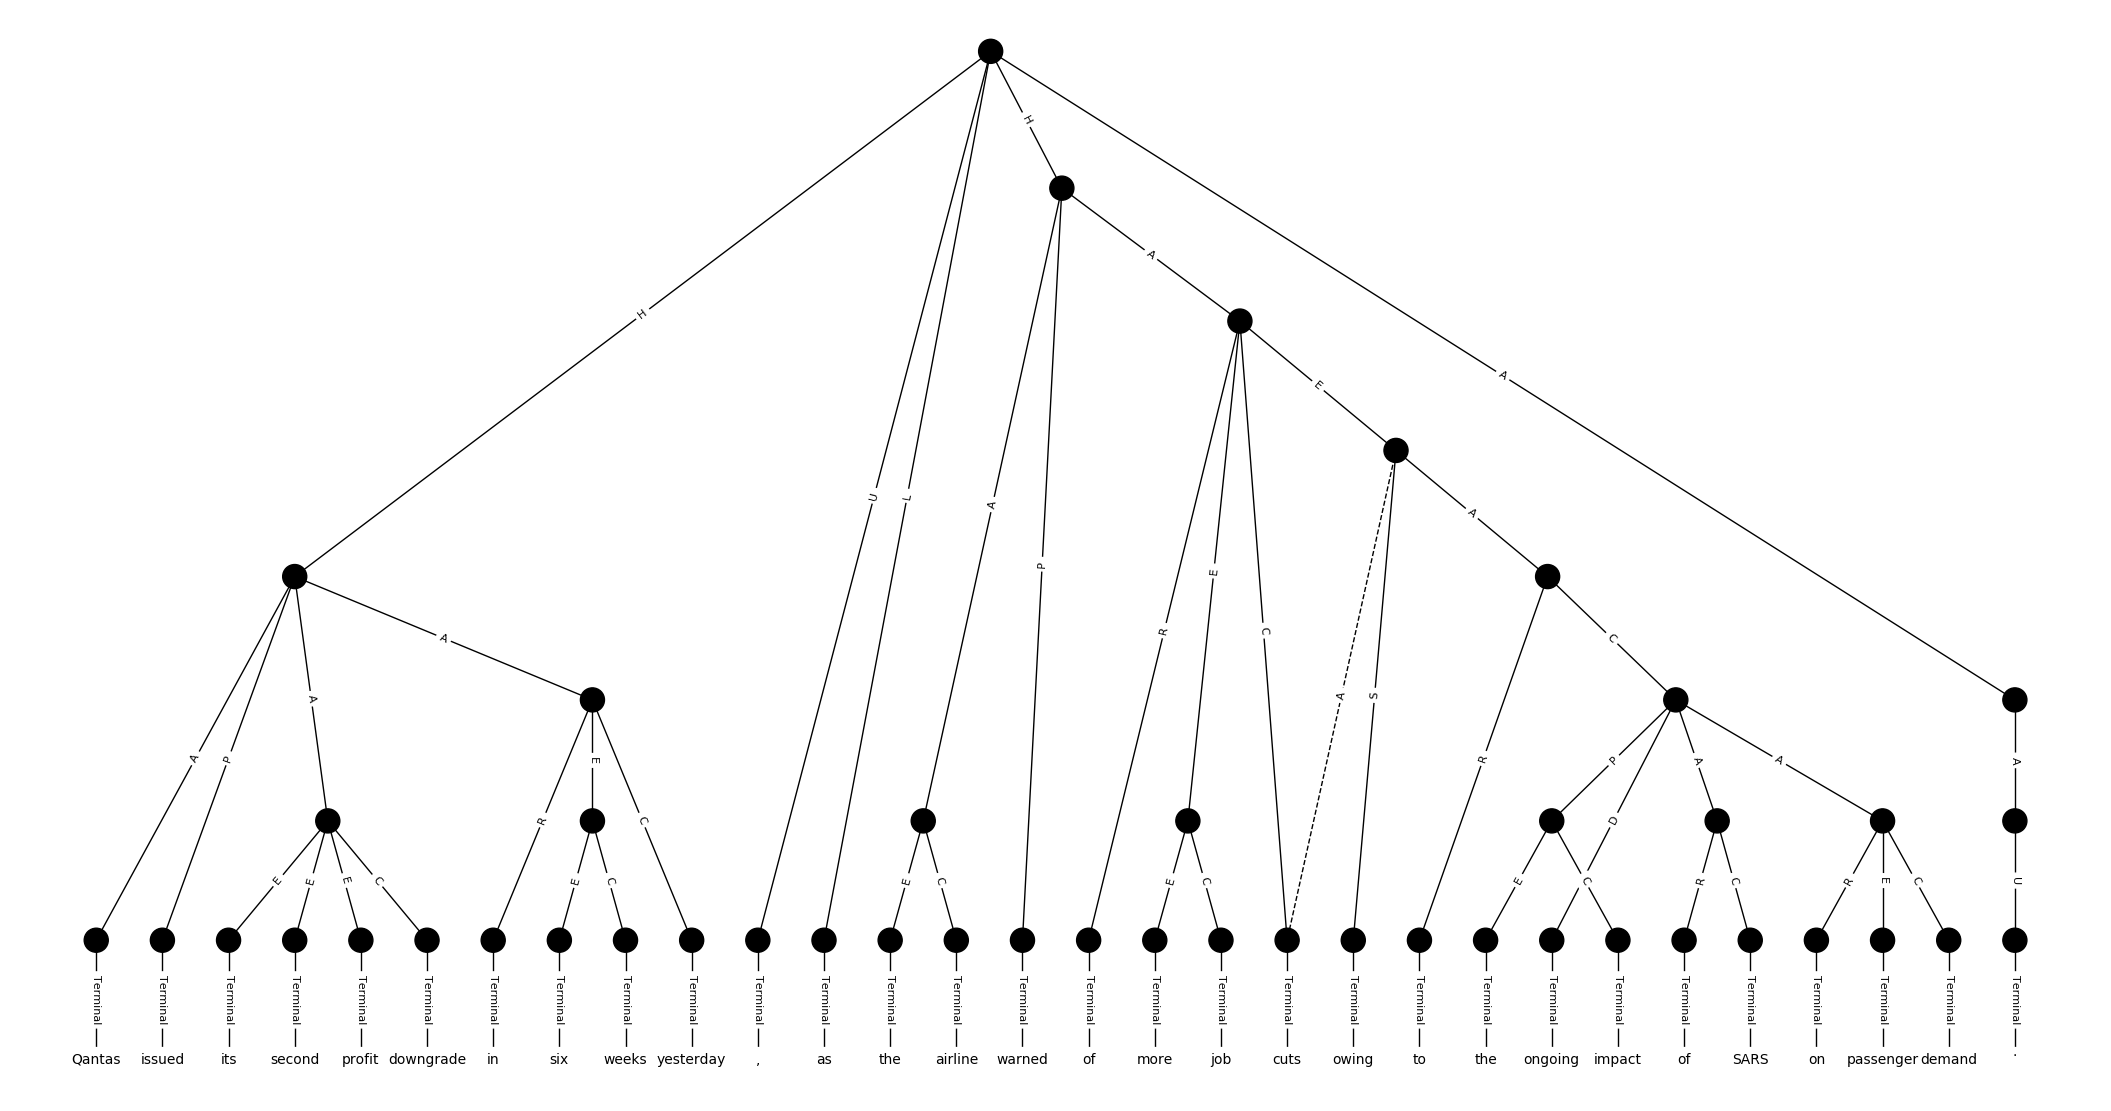 H
H
A
E
A
H
U
L
A
A
P
A
C
A
R
E
C
A
S
A
P
A
R
E
C
R
P
D
A
A
A
E
E
E
C
E
C
E
C
E
C
E
C
R
C
R
E
C
U
Terminal Terminal Terminal Terminal Terminal Terminal Terminal Terminal Terminal Terminal Terminal Terminal Terminal Terminal Terminal Terminal Terminal Terminal Terminal Terminal Terminal Terminal Terminal Terminal Terminal Terminal Terminal Terminal Terminal Terminal
Qantas issued its second profit downgrade in six weeks yesterday , as the airline warned of more job cuts owing to the ongoing impact of SARS on passenger demand .